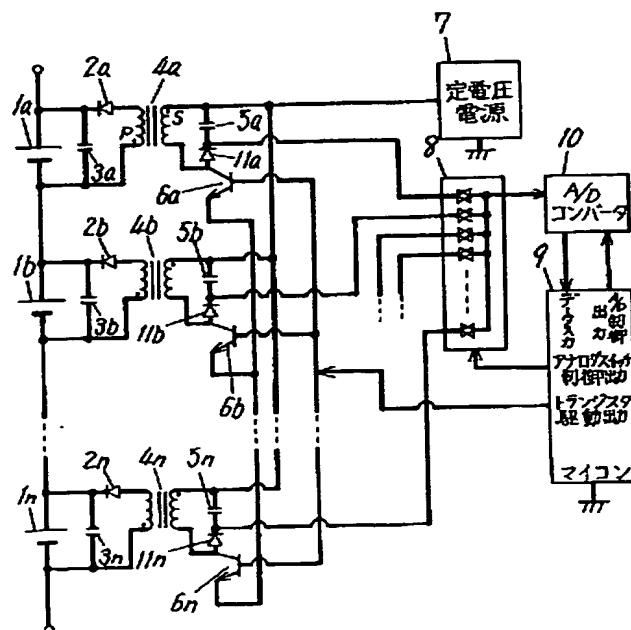 7
2a
4a
定電圧
電源
1a
P
S
5a
3a
11a
8
10
A/D
コンバータ
6a
2b
4b
5b
1b
3b
11b
9
データ入力
A/D制御出力
アナログスイッチ
制御出力
6b
トランジスタ
駆動出力
2n
4n
5n
1n
マイコン
3n
11n
6n